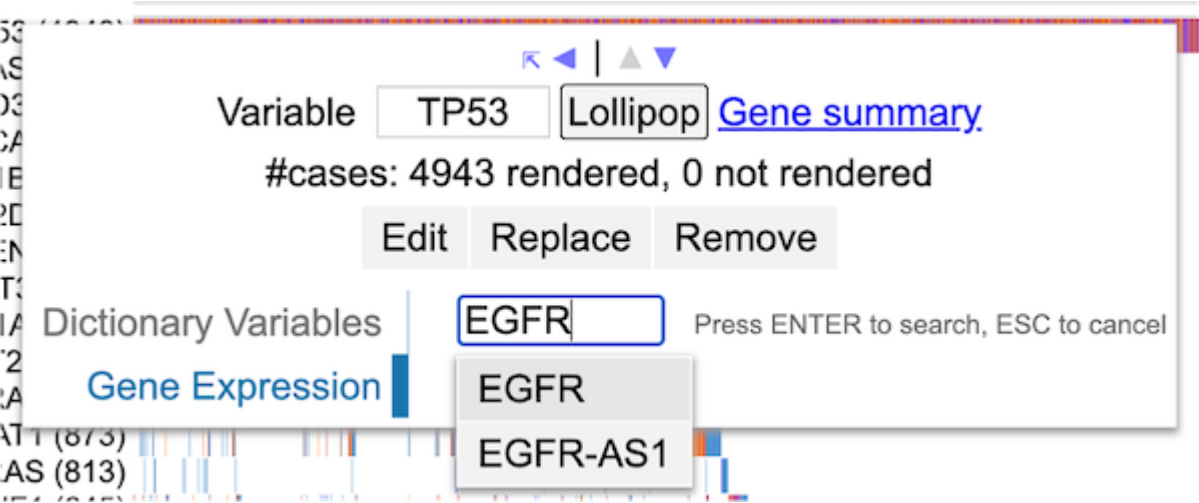 Variable TP53 Lollipop Gene summary
#cases: 4943 rendered, 0 not rendered
Edit Replace Remove
Dictionary Variables EGFR Press ENTER to search, ESC to cancel
Gene Expression EGFR
EGFR-AS1
(873)
(813)